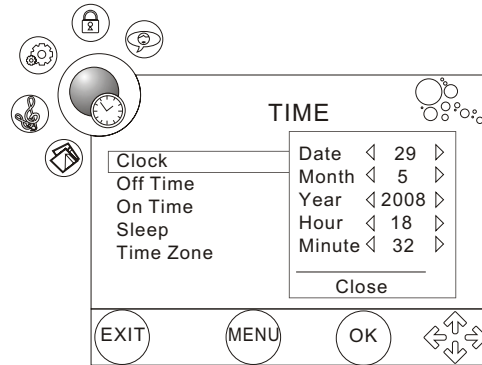 TIME
Clock
Off Time
On Time
Sleep
Time Zone
Date 29
Month 5
Year 2008
Hour 18
Minute 32
Close
EXIT MENU OK